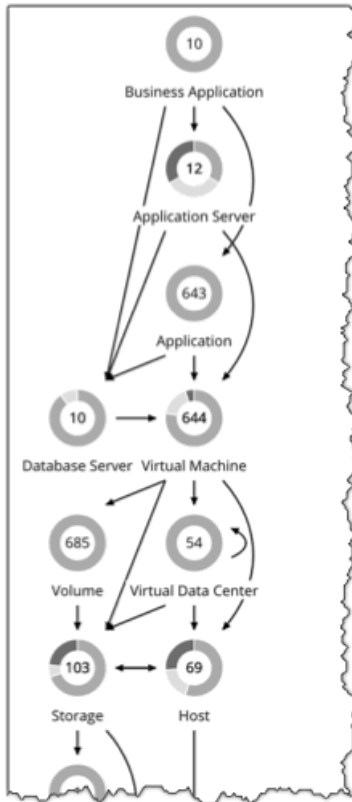 10
Business Application
12
Application Server
643
Application
10
644
Database Server
Virtual Machine
685
54
Volume
Virtual Data Center
103
69
Storage
Host